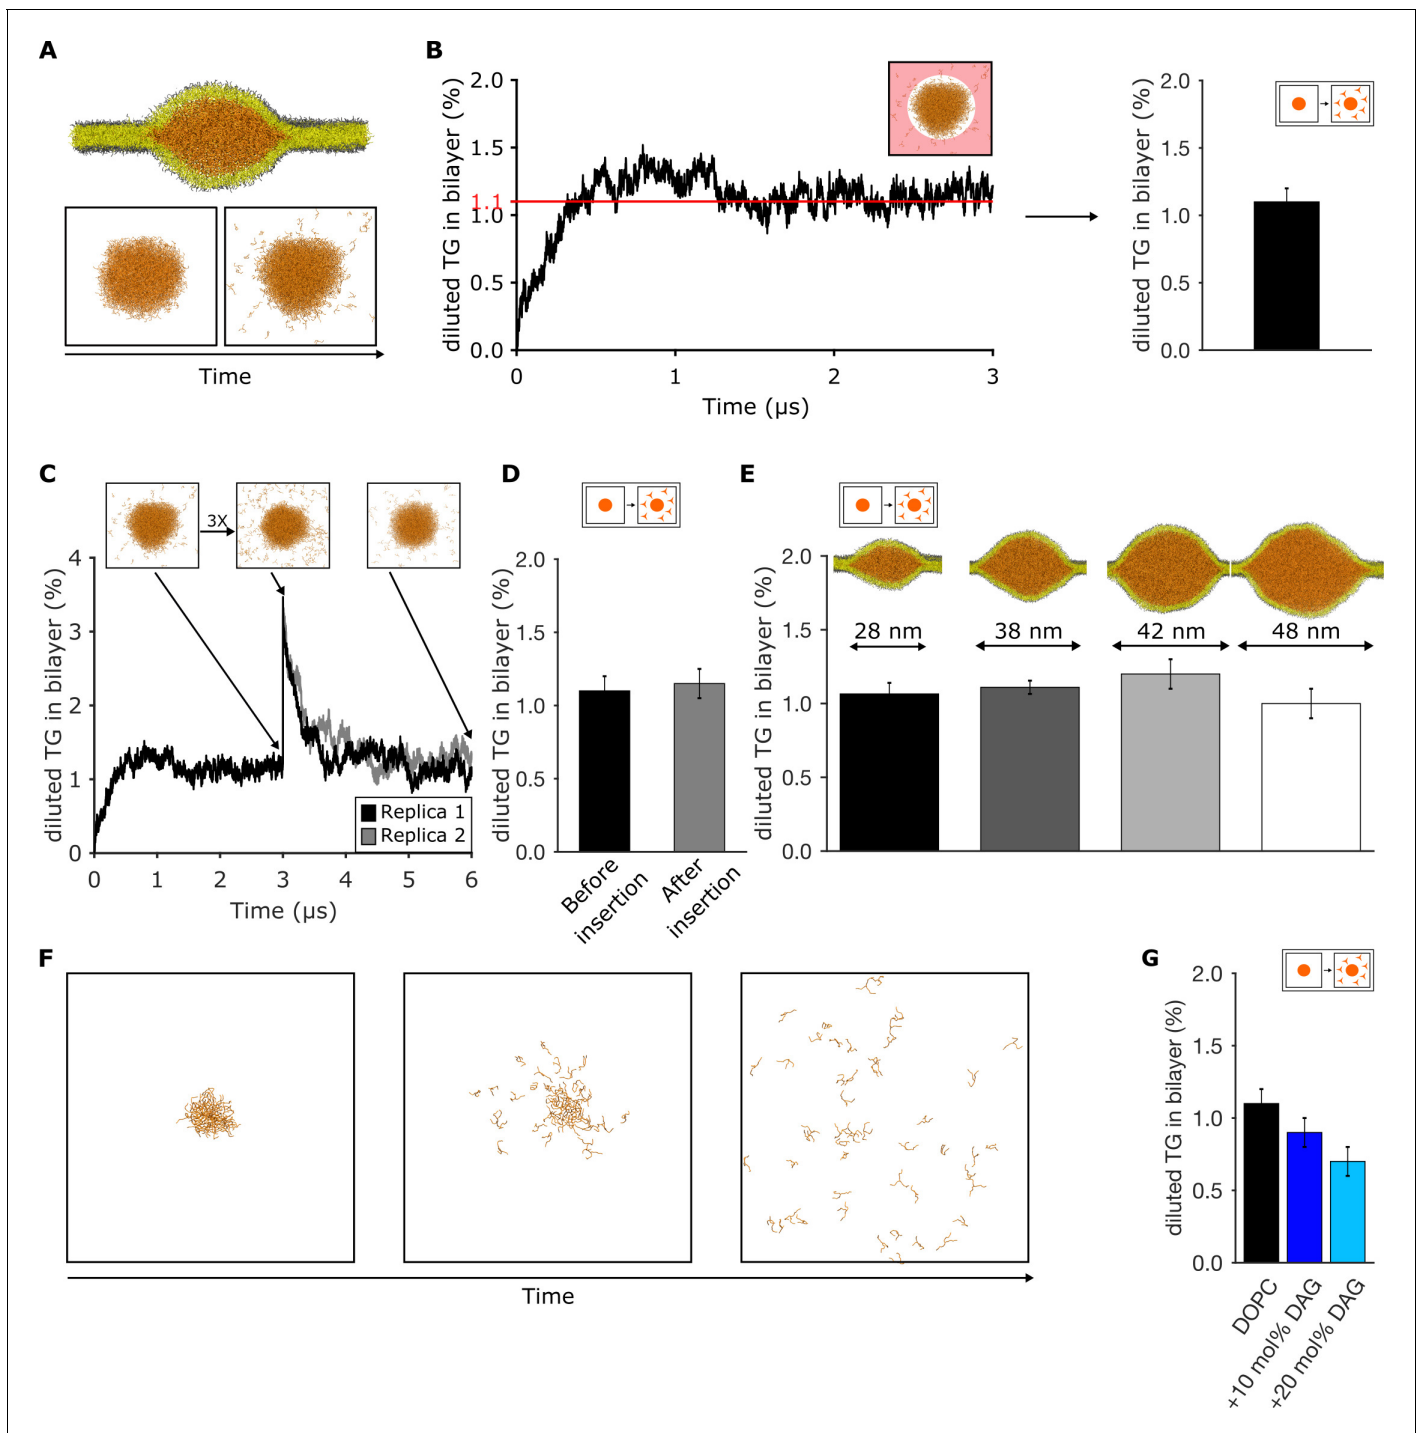 A
Time
B
diluted TG in bilayer (%)
2.0
1.5
1.1
1.0
0.5
0.0
0 1 2 3
Time (µs)
diluted TG in bilayer (%)
2.0
1.5
1.0
0.5
0.0
C
3X
diluted TG in bilayer (%)
4
3
2
1
0
Replica 1
Replica 2
0 1 2 3 4 5 6
Time (µs)
D
diluted TG in bilayer (%)
2.0
1.5
1.0
0.5
0.0
Before
insertion
After
insertion
E
diluted TG in bilayer (%)
2.0
1.5
1.0
0.5
0.0
28 nm 38 nm 42 nm 48 nm
F
Time
G
diluted TG in bilayer (%)
2.0
1.5
1.0
0.5
0.0
DOPC
+10 mol% DAG
+20 mol% DAG